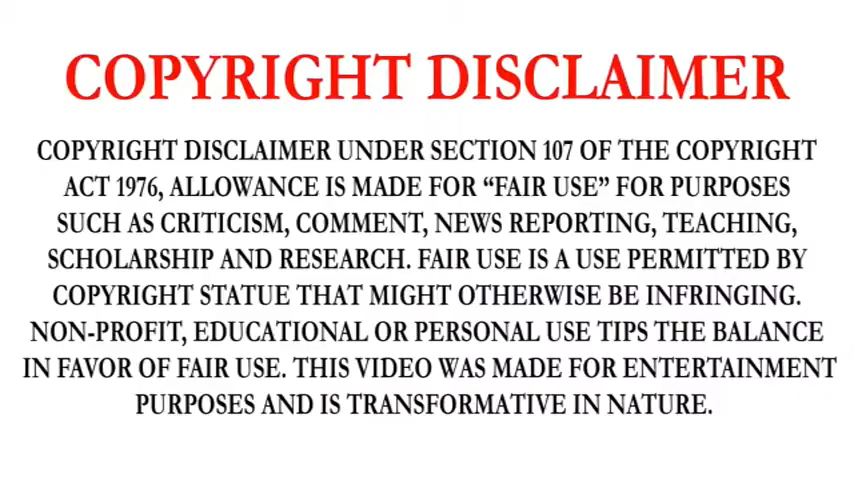 COPYRIGHT DISCLAIMER
COPYRIGHT DISCLAIMER UNDER SECTION 107 OF THE COPYRIGHT
ACT 1976, ALLOWANCE IS MADE FOR “FAIR USE” FOR PURPOSES
SUCH AS CRITICISM, COMMENT, NEWS REPORTING, TEACHING,
SCHOLARSHIP AND RESEARCH. FAIR USE IS A USE PERMITTED BY
COPYRIGHT STATUE THAT MIGHT OTHERWISE BE INFRINGING.
NON-PROFIT, EDUCATIONAL OR PERSONAL USE TIPS THE BALANCE
IN FAVOR OF FAIR USE. THIS VIDEO WAS MADE FOR ENTERTAINMENT
PURPOSES AND IS TRANSFORMATIVE IN NATURE.